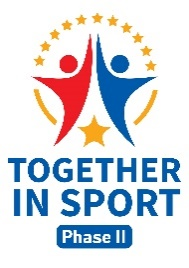 TOGETHER
IN SPORT
Phase II